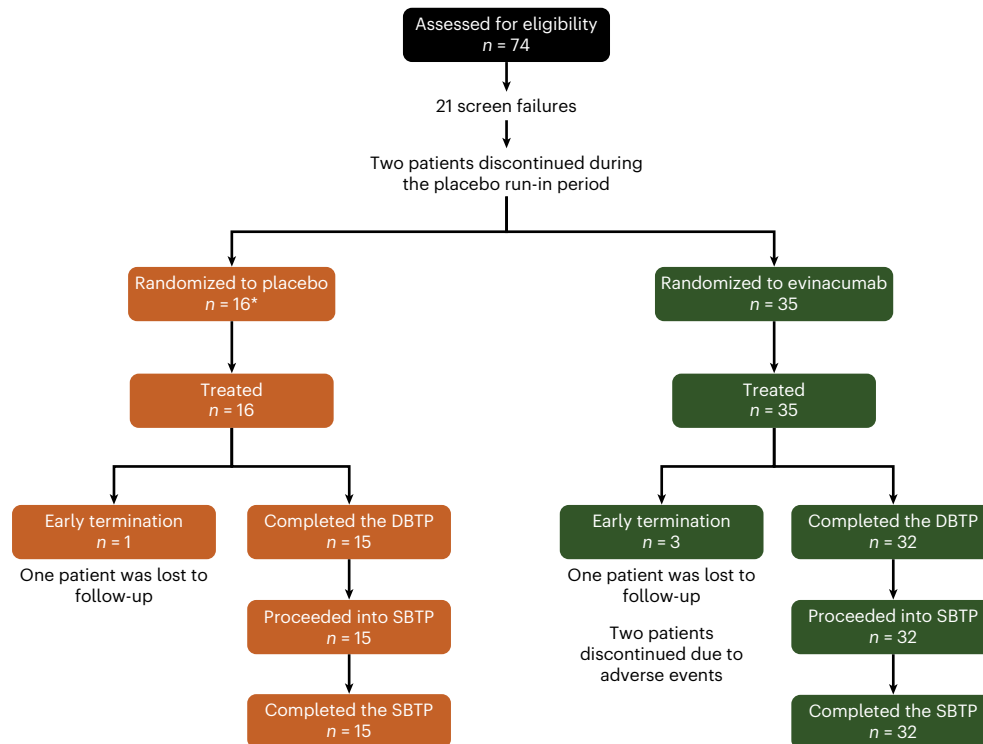 Assessed for eligibility
n = 74
21 screen failures
Two patients discontinued during
the placebo run-in period
Randomized to placebo
n = 16*
Randomized to evinacumab
n = 35
Treated
n = 16
Treated
n = 35
Early termination
n = 1
One patient was lost to
follow-up
Completed the DBTP
n = 15
Proceeded into SBTP
n = 15
Completed the SBTP
n = 15
Early termination
n = 3
One patient was lost to
follow-up
Two patients
discontinued due to
adverse events
Completed the DBTP
n = 32
Proceeded into SBTP
n = 32
Completed the SBTP
n = 32